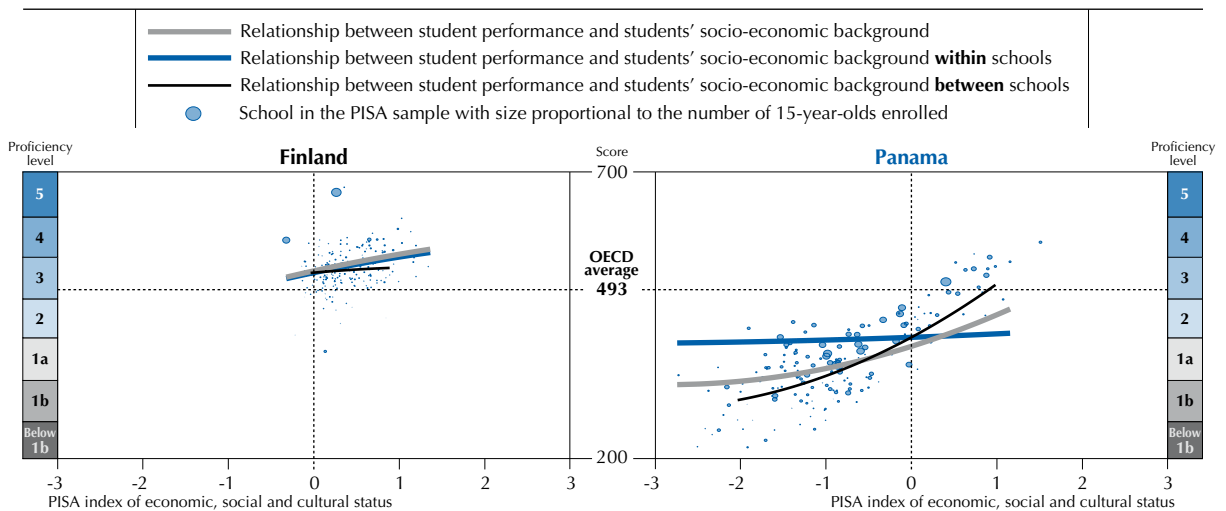 Relationship between student performance and students’ socio-economic background
Relationship between student performance and students’ socio-economic background within schools
Relationship between student performance and students’ socio-economic background between schools
School in the PISA sample with size proportional to the number of 15-year-olds enrolled
Proficiency
level
Finland
Score
Panama
Proficiency
level
700
5
5
4
4
OECD
average
493
3
3
2
2
1a
1a
1b
1b
Below
1b
Below
1b
200
-3 -2 -1 0 1 2 3
-3 -2 -1 0 1 2 3
PISA index of economic, social and cultural status
PISA index of economic, social and cultural status